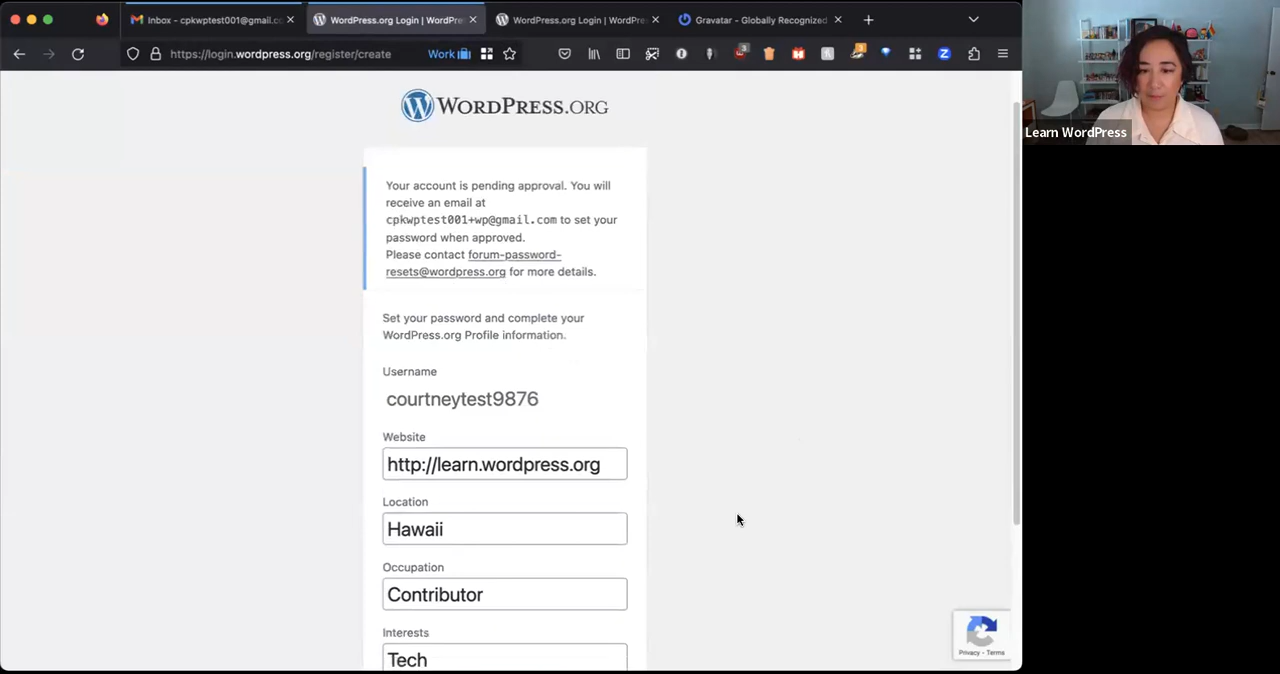 Inbox - cpkwptest001@gmail.co
WordPress.org Login | WordPre
WordPress.org Login | WordPre
Gravatar - Globally Recognized
https://login.wordpress.org/register/create
Work
3
3
Learn WordPress
WORDPRESS.ORG
Your account is pending approval. You will
receive an email at
cpkwptest001+wp@gmail.com to set your
password when approved.
Please contact forum-password-
resets@wordpress.org for more details.
Set your password and complete your
WordPress.org Profile information.
Username
courtneytest9876
Website
http://learn.wordpress.org
Location
Hawaii
Occupation
Contributor
Interests
Tech
Privacy - Terms